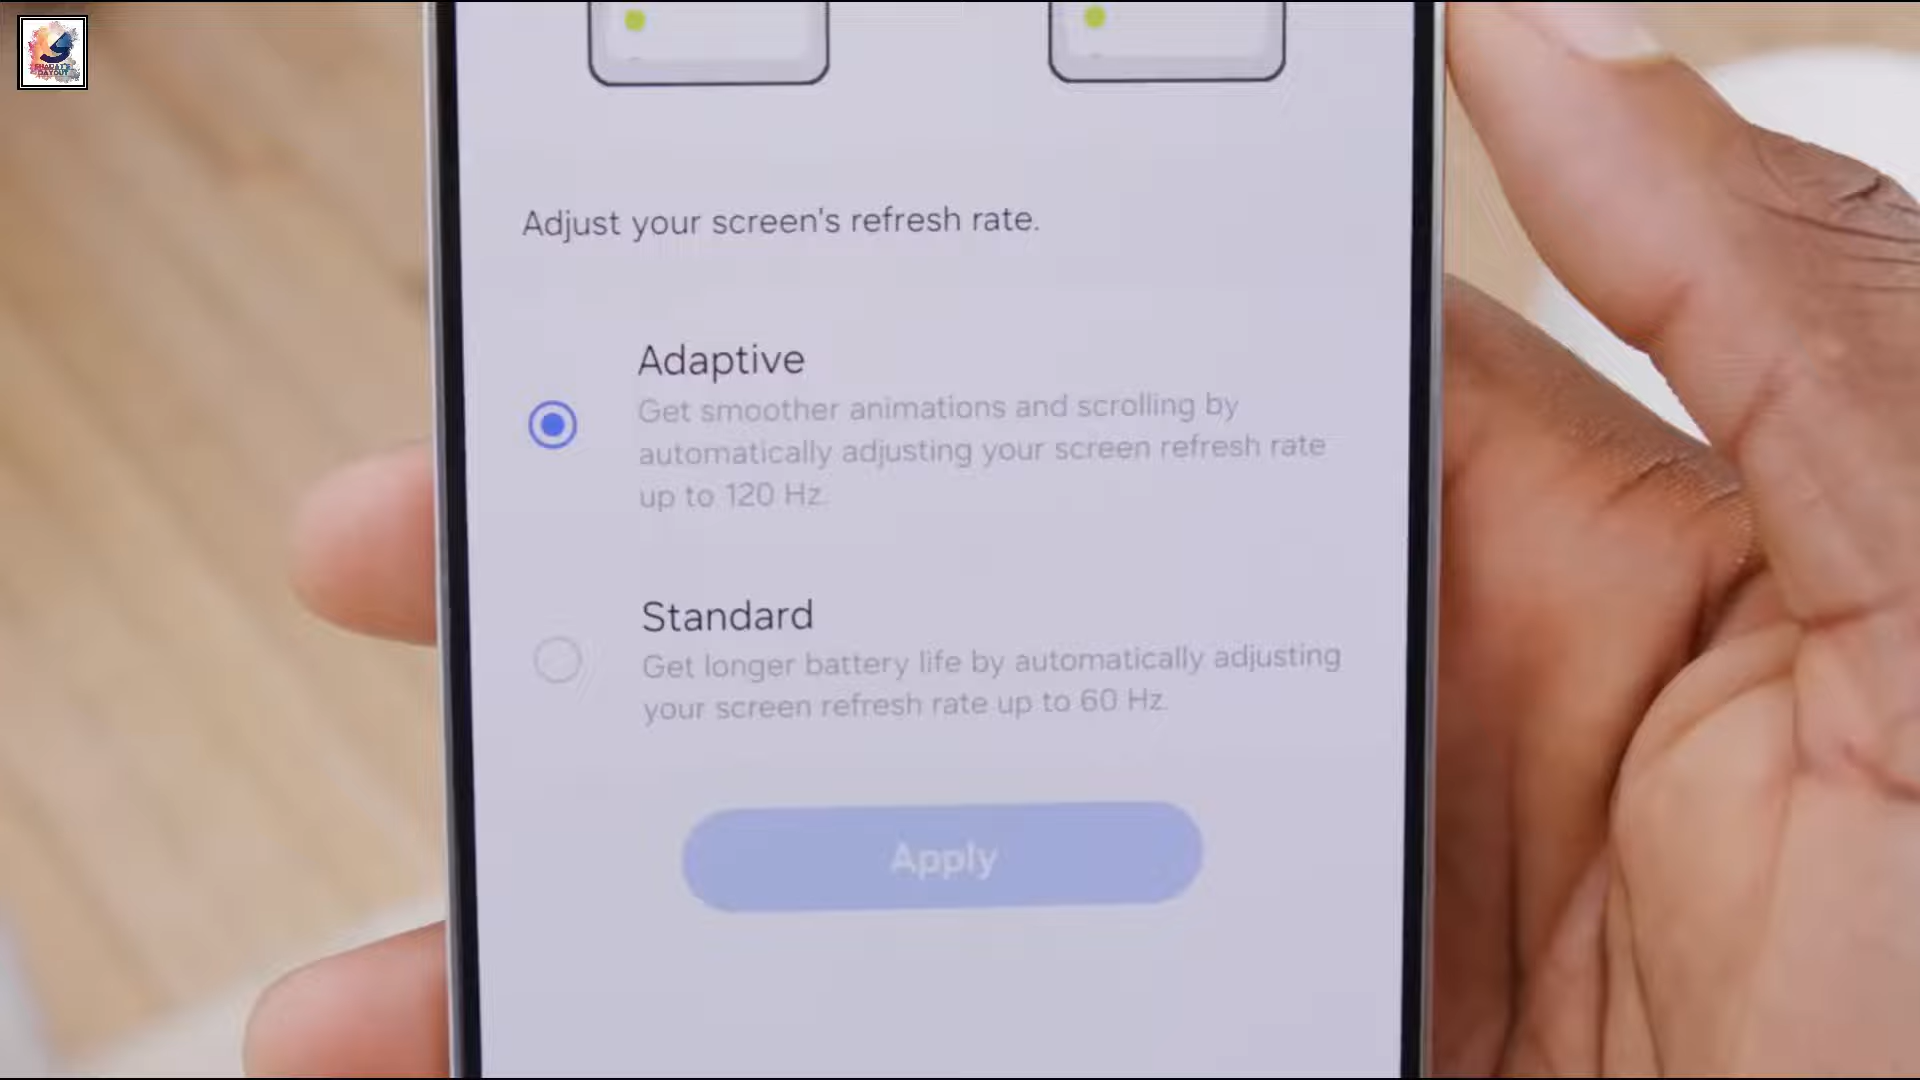 Adjust your screen's refresh rate.
Adaptive
Get smoother animations and scrolling by
automatically adjusting your screen refresh rate
up to 120 Hz.
Standard
Get longer battery life by automatically adjusting
your screen refresh rate up to 60 Hz.
Apply